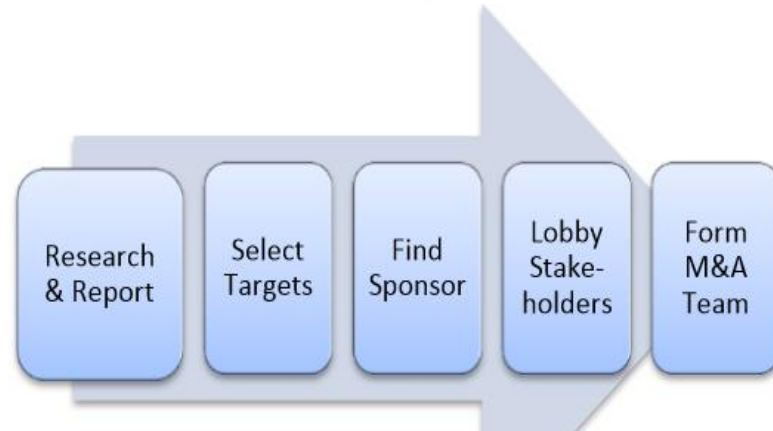 Research
& Report
Select
Targets
Find
Sponsor
Lobby
Stake-
holders
Form
M&A
Team